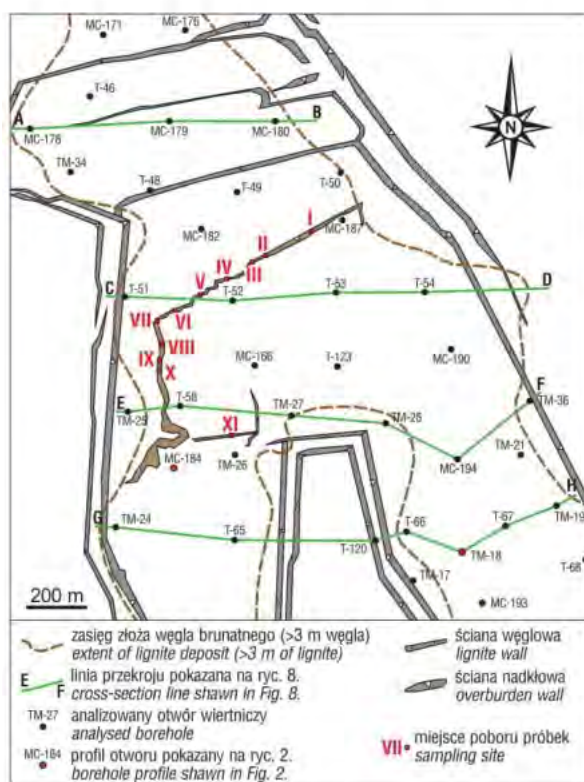 MC-171
MC-176
T-46
A
B
MC-178
MC-179
MC-180
N
TM-34
T-48
T-49
T-50
I
MC-187
MC-182
II
III
IV
V
C
D
T-51
T-52
T-53
T-54
VII
VI
VIII
IX
X
MC-166
T-123
MC-190
E
F
TM-25
T-58
TM-27
TM-28
TM-36
XI
MC-184
TM-26
MC-194
TM-21
H
G
TM-24
T-65
T-120
T-66
T-67
TM-19
TM-18
T-68
TM-17
MC-193
200 m
zasięg złoża węgla brunatnego (>3 m węgla)
extent of lignite deposit (>3 m of lignite)
E F
linia przekroju pokazana na ryc. 8.
cross-section line shown in Fig. 8.
TM-27
analizowany otwór wiertniczy
analysed borehole
MC-184
profil otworu pokazany na ryc. 2.
borehole profile shown in Fig. 2.
ściana węglowa
lignite wall
ściana nadkłowa
overburden wall
VII
miejsce poboru próbek
sampling site